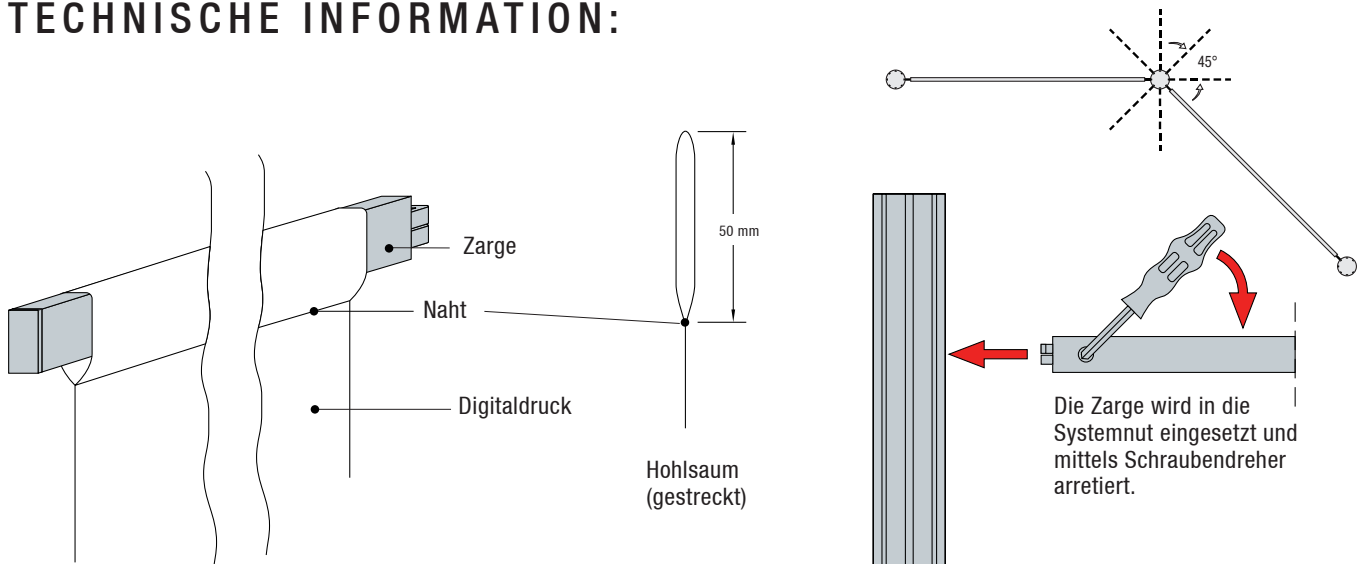 TECHNISCHE INFORMATION:
45°
50 mm
Zarge
Naht
Digitaldruck
Hohlsaum
(gestreckt)
Die Zarge wird in die
Systemnut eingesetzt und
mittels Schraubendreher
arretiert.